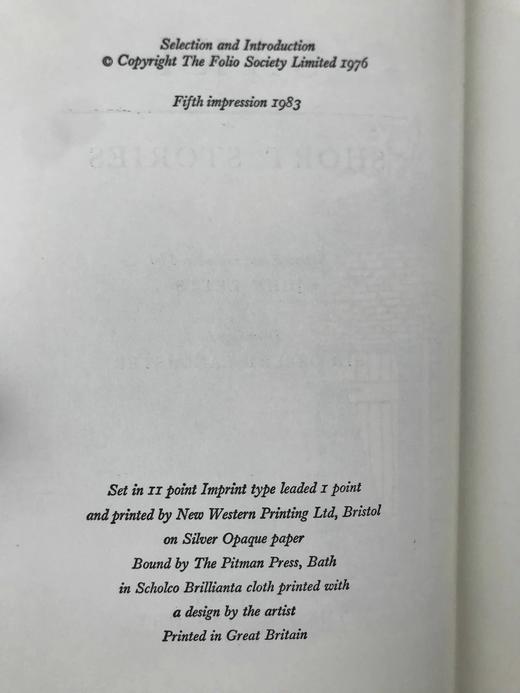 Selection and Introduction
© Copyright The Folio Society Limited 1976
Fifth impression 1983
SHORT STORIES
Set in 11 point Imprint type leaded 1 point
and printed by New Western Printing Ltd, Bristol
on Silver Opaque paper
Bound by The Pitman Press, Bath
in Scholco Brillianta cloth printed with
a design by the artist
Printed in Great Britain